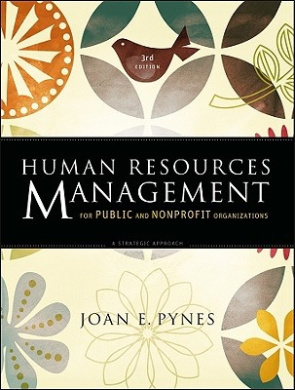 3rd
EDITION
HUMAN RESOURCES
MANAGEMENT
FOR PUBLIC AND NONPROFIT ORGANIZATIONS
A STRATEGIC APPROACH
JOAN E. PYNES